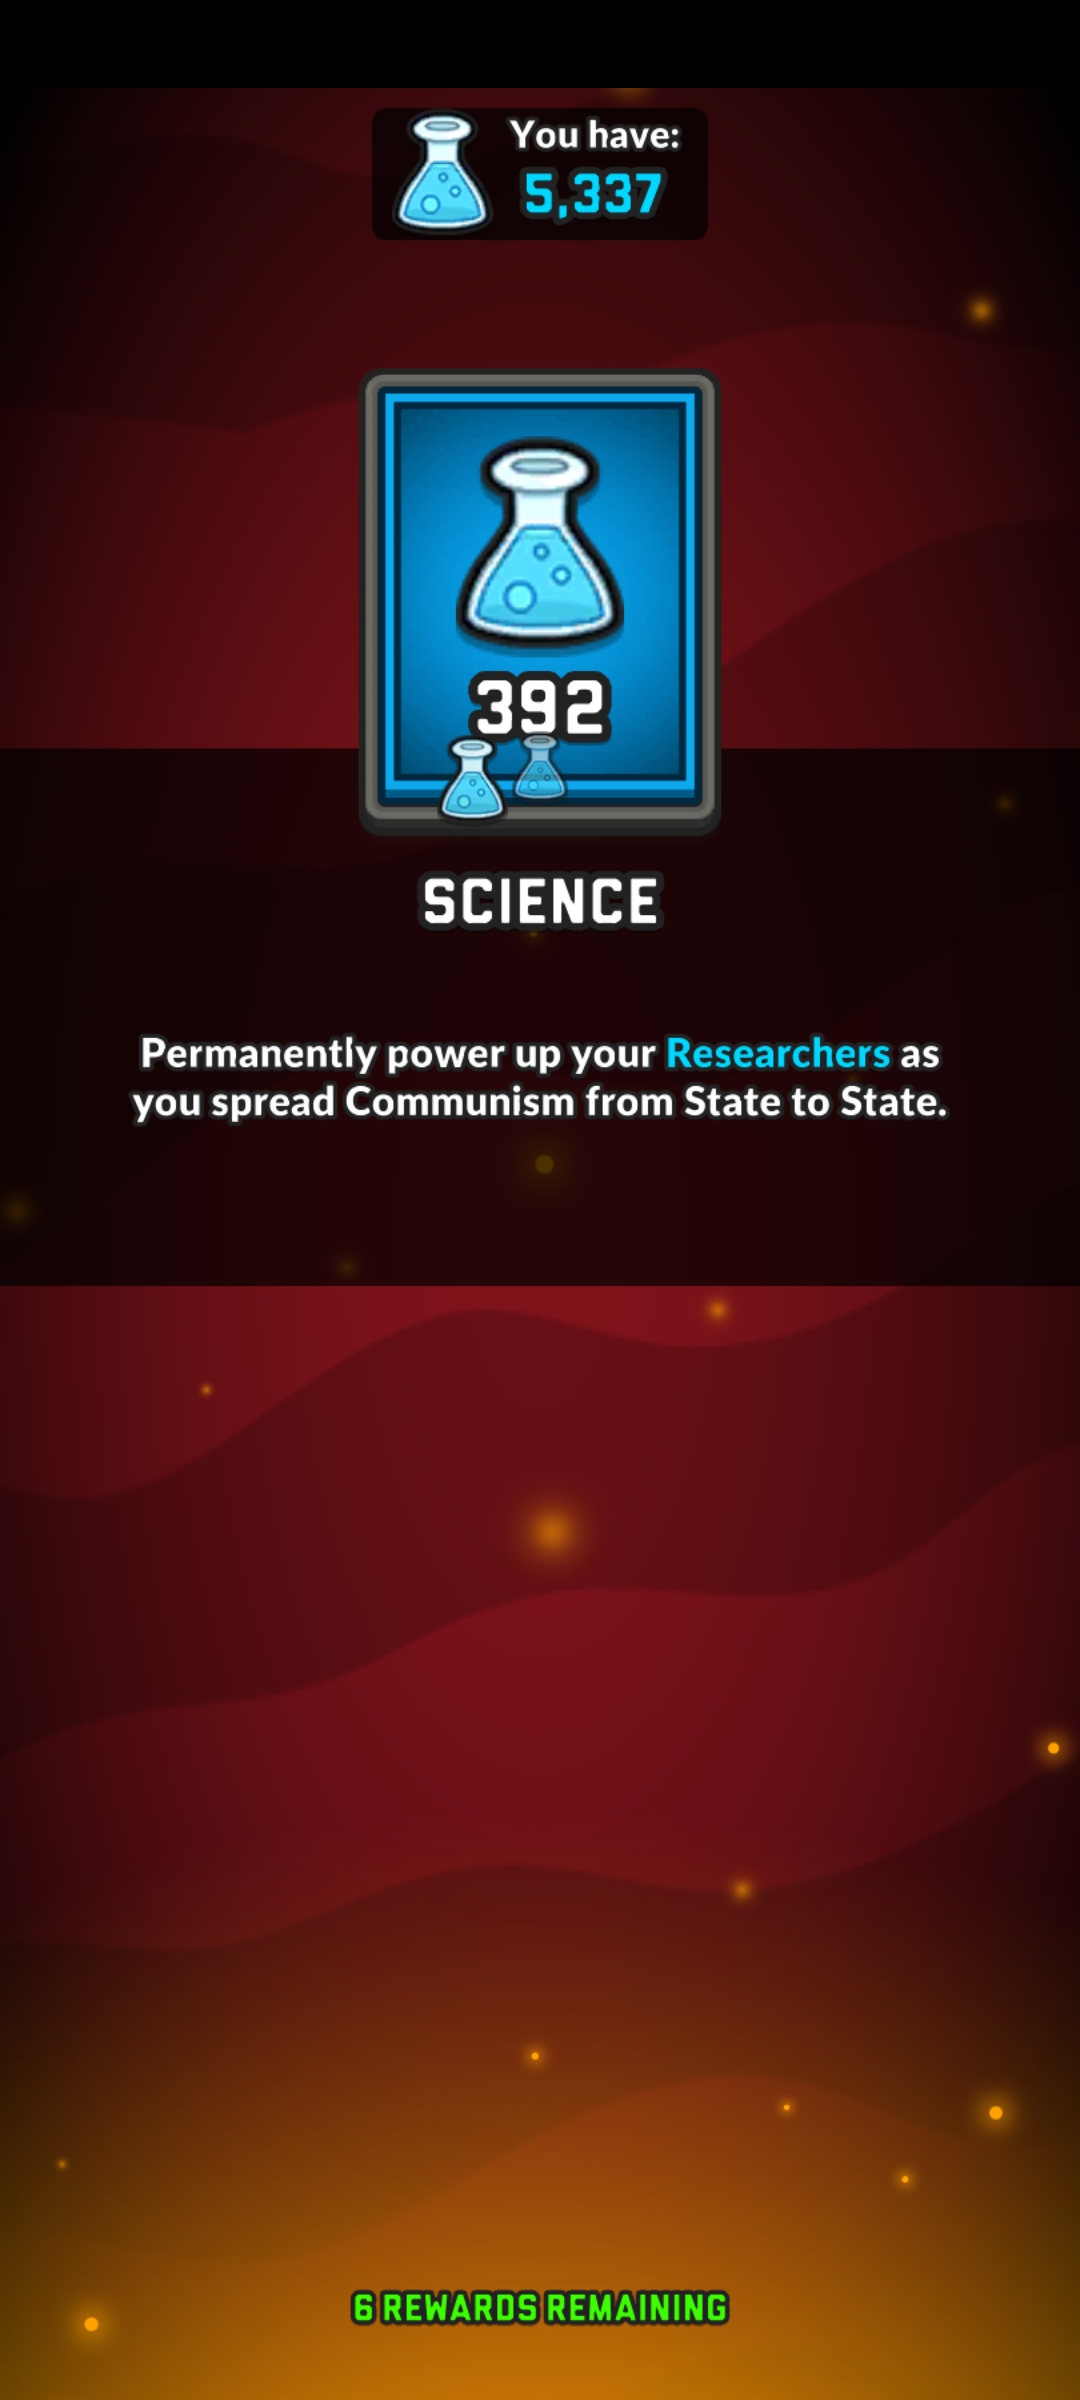 You have:
5,337
392
SCIENCE
Permanently power up your Researchers as
you spread Communism from State to State.
6 REWARDS REMAINING